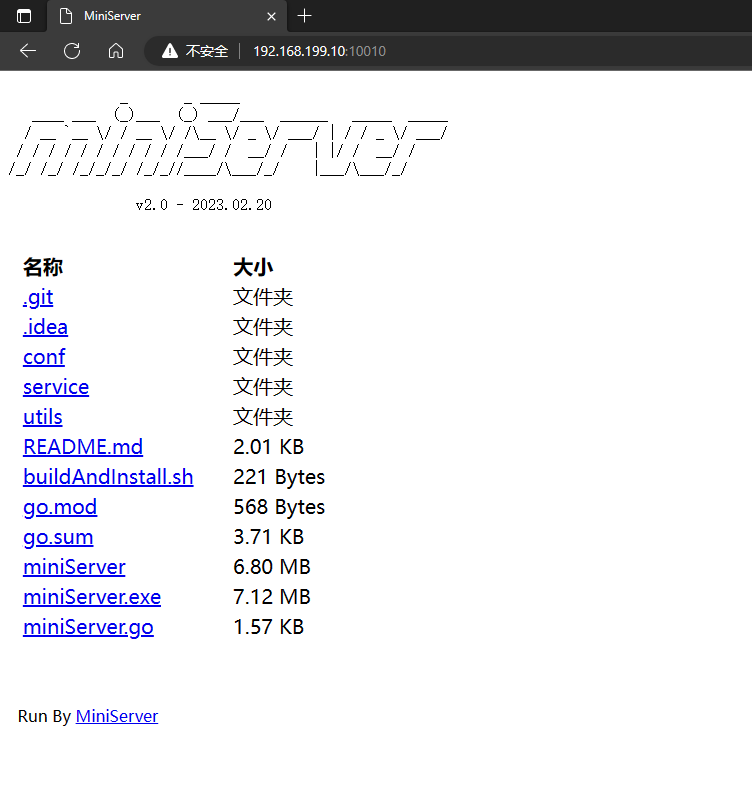 MiniServer
不安全 192.168.199.10:10010
miniServer
v2.0 - 2023.02.20
名称 大小
.git 文件夹
.idea 文件夹
conf 文件夹
service 文件夹
utils 文件夹
README.md 2.01 KB
buildAndInstall.sh 221 Bytes
go.mod 568 Bytes
go.sum 3.71 KB
miniServer 6.80 MB
miniServer.exe 7.12 MB
miniServer.go 1.57 KB
Run By MiniServer